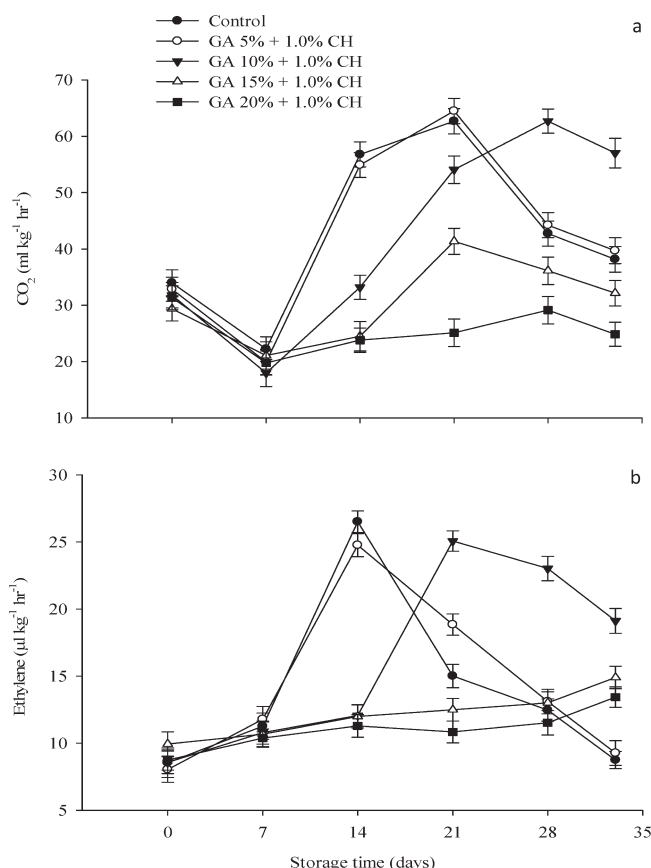 Control
GA 5% + 1.0% CH
GA 10% + 1.0% CH
GA 15% + 1.0% CH
GA 20% + 1.0% CH
a
70
60
50
40
30
20
10
CO₂ (ml kg⁻¹ hr⁻¹)
b
30
25
20
15
10
5
Ethylene (µl kg⁻¹ hr⁻¹)
0 7 14 21 28 35
Storage time (days)